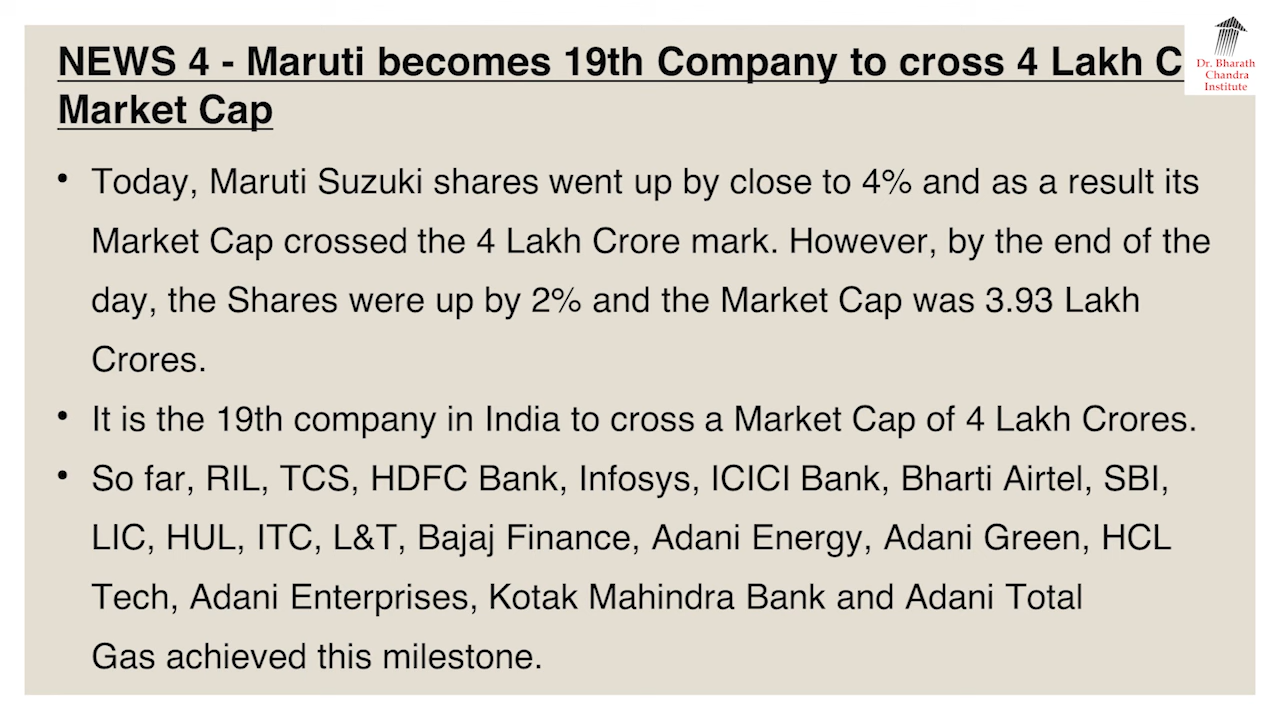 NEWS 4 - Maruti becomes 19th Company to cross 4 Lakh C
Market Cap
Dr. Bharath
Chandra
Institute
• Today, Maruti Suzuki shares went up by close to 4% and as a result its
Market Cap crossed the 4 Lakh Crore mark. However, by the end of the
day, the Shares were up by 2% and the Market Cap was 3.93 Lakh
Crores.
• It is the 19th company in India to cross a Market Cap of 4 Lakh Crores.
• So far, RIL, TCS, HDFC Bank, Infosys, ICICI Bank, Bharti Airtel, SBI,
LIC, HUL, ITC, L&T, Bajaj Finance, Adani Energy, Adani Green, HCL
Tech, Adani Enterprises, Kotak Mahindra Bank and Adani Total
Gas achieved this milestone.